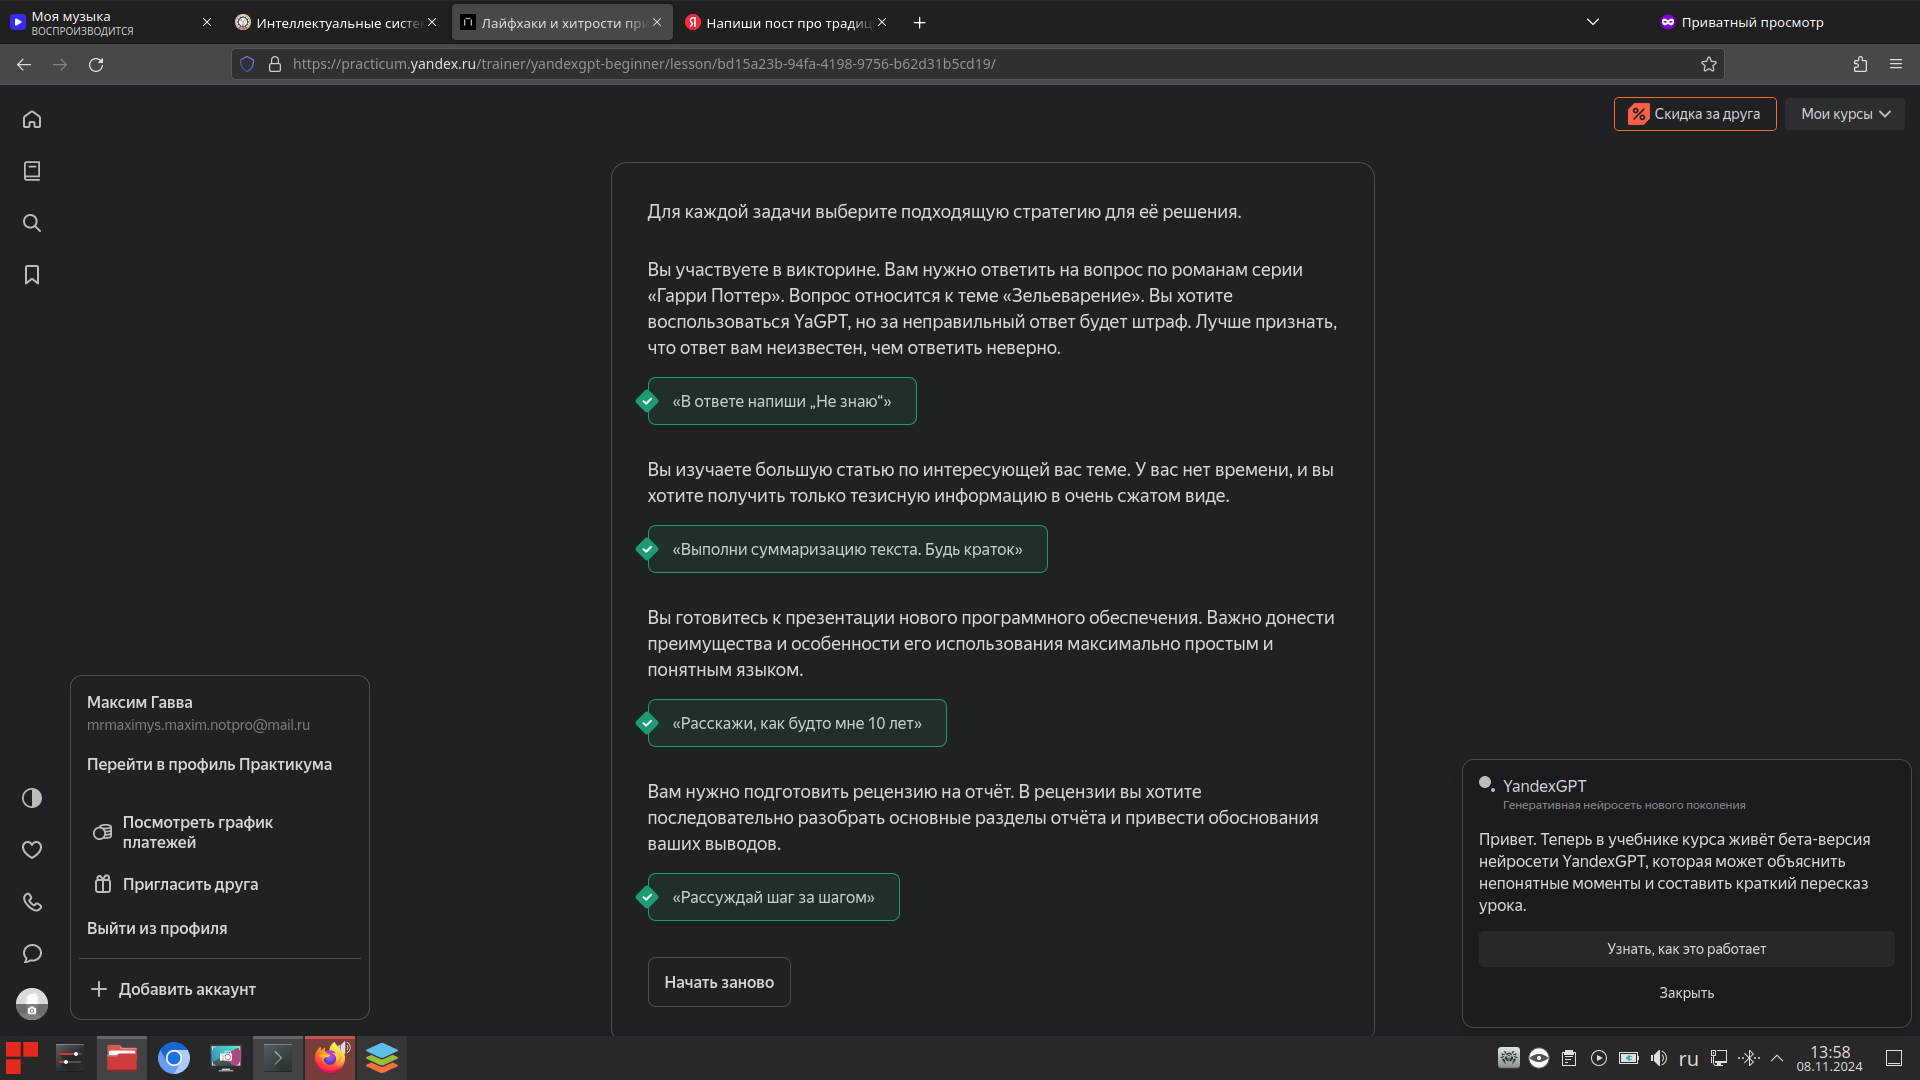 Моя музыка
ВОСПРОИЗВОДИТСЯ
Интеллектуальные систе
Лайфхаки и хитрости при
Напиши пост про традиц
Приватный просмотр
https://practicum.yandex.ru/trainer/yandexgpt-beginner/lesson/bd15a23b-94fa-4198-9756-b62d31b5cd19/
Скидка за друга
Мои курсы
Для каждой задачи выберите подходящую стратегию для её решения.
Вы участвуете в викторине. Вам нужно ответить на вопрос по романам серии
«Гарри Поттер». Вопрос относится к теме «Зельеварение». Вы хотите
воспользоваться YaGPT, но за неправильный ответ будет штраф. Лучше признать,
что ответ вам неизвестен, чем ответить неверно.
«В ответе напиши „Не знаю“»
Вы изучаете большую статью по интересующей вас теме. У вас нет времени, и вы
хотите получить только тезисную информацию в очень сжатом виде.
«Выполни суммаризацию текста. Будь краток»
Вы готовитесь к презентации нового программного обеспечения. Важно донести
преимущества и особенности его использования максимально простым и
понятным языком.
«Расскажи, как будто мне 10 лет»
Вам нужно подготовить рецензию на отчёт. В рецензии вы хотите
последовательно разобрать основные разделы отчёта и привести обоснования
ваших выводов.
«Рассуждай шаг за шагом»
Начать заново
Максим Гавва
mrmaximys.maxim.notpro@mail.ru
Перейти в профиль Практикума
Посмотреть график
платежей
Пригласить друга
Выйти из профиля
Добавить аккаунт
YandexGPT
Генеративная нейросеть нового поколения
Привет. Теперь в учебнике курса живёт бета-версия
нейросети YandexGPT, которая может объяснить
непонятные моменты и составить краткий пересказ
урока.
Узнать, как это работает
Закрыть
ru
13:58
08.11.2024